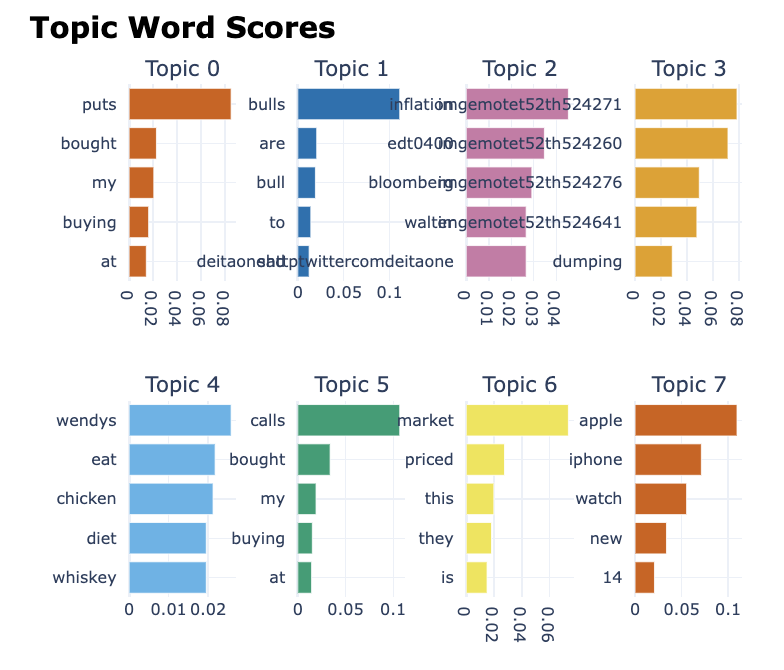 Topic Word Scores
Topic 0
puts
bought
my
buying
at
0
0.02
0.04
0.06
0.08
Topic 1
bulls
are
bull
to
0
0.05
0.1
Topic 2
inflation
edt0400
bloomberg
walter
0
0.01
0.02
0.03
0.04
Topic 3
imgemotet52th524271
imgemotet52th524260
imgemotet52th524276
imgemotet52th524641
dumping
0
0.02
0.04
0.06
0.08
Topic 4
wendys
eat
chicken
diet
whiskey
0
0.01
0.02
Topic 5
calls
bought
my
buying
at
0
0.05
0.1
Topic 6
market
priced
this
they
is
0
0.02
0.04
0.06
Topic 7
apple
iphone
watch
new
14
0
0.05
0.1